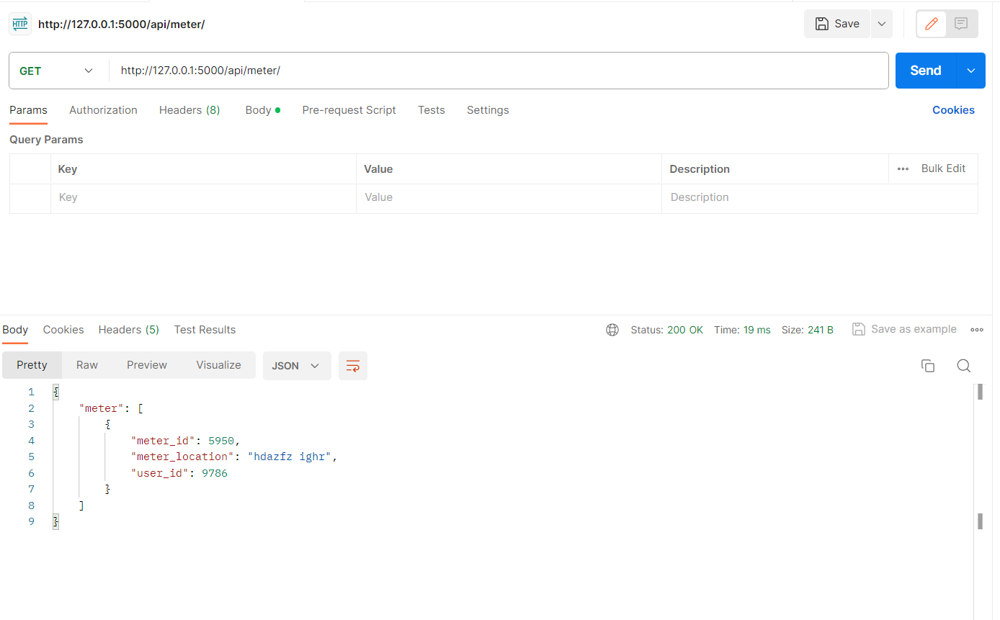 HTTP http://127.0.0.1:5000/api/meter/ Save
GET http://127.0.0.1:5000/api/meter/ Send
Params Authorization Headers (8) Body Pre-request Script Tests Settings Cookies
Query Params
Key Value Description Bulk Edit
Key Value Description
Body Cookies Headers (5) Test Results Status: 200 OK Time: 19 ms Size: 241 B Save as example
Pretty Raw Preview Visualize JSON
1 {
2 "meter": [
3 {
4 "meter_id": 5950,
5 "meter_location": "hdazfz ighr",
6 "user_id": 9786
7 }
8 ]
9 }